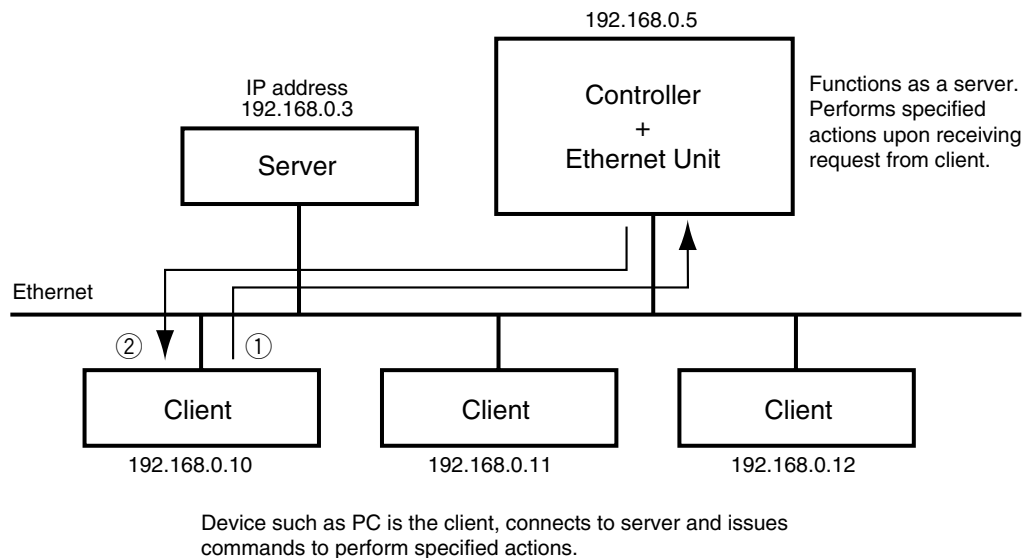 192.168.0.5
Controller
+
Ethernet Unit
Functions as a server.
Performs specified
actions upon receiving
request from client.
IP address
192.168.0.3
Server
Ethernet
②
①
Client
Client
Client
192.168.0.10
192.168.0.11
192.168.0.12
Device such as PC is the client, connects to server and issues
commands to perform specified actions.